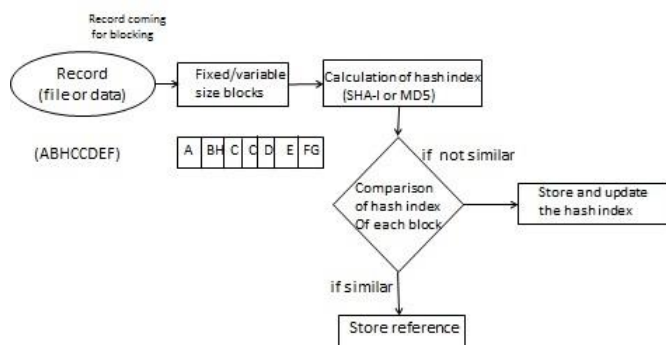 Record coming
for blocking
Record
(file or data)
Fixed/variable
size blocks
Calculation of hash index
(SHA-I or MD5)
(ABHCCDEF)
A BH C C D E FG
if not similar
Comparison
of hash index
Of each block
Store and update
the hash index
if similar
Store reference